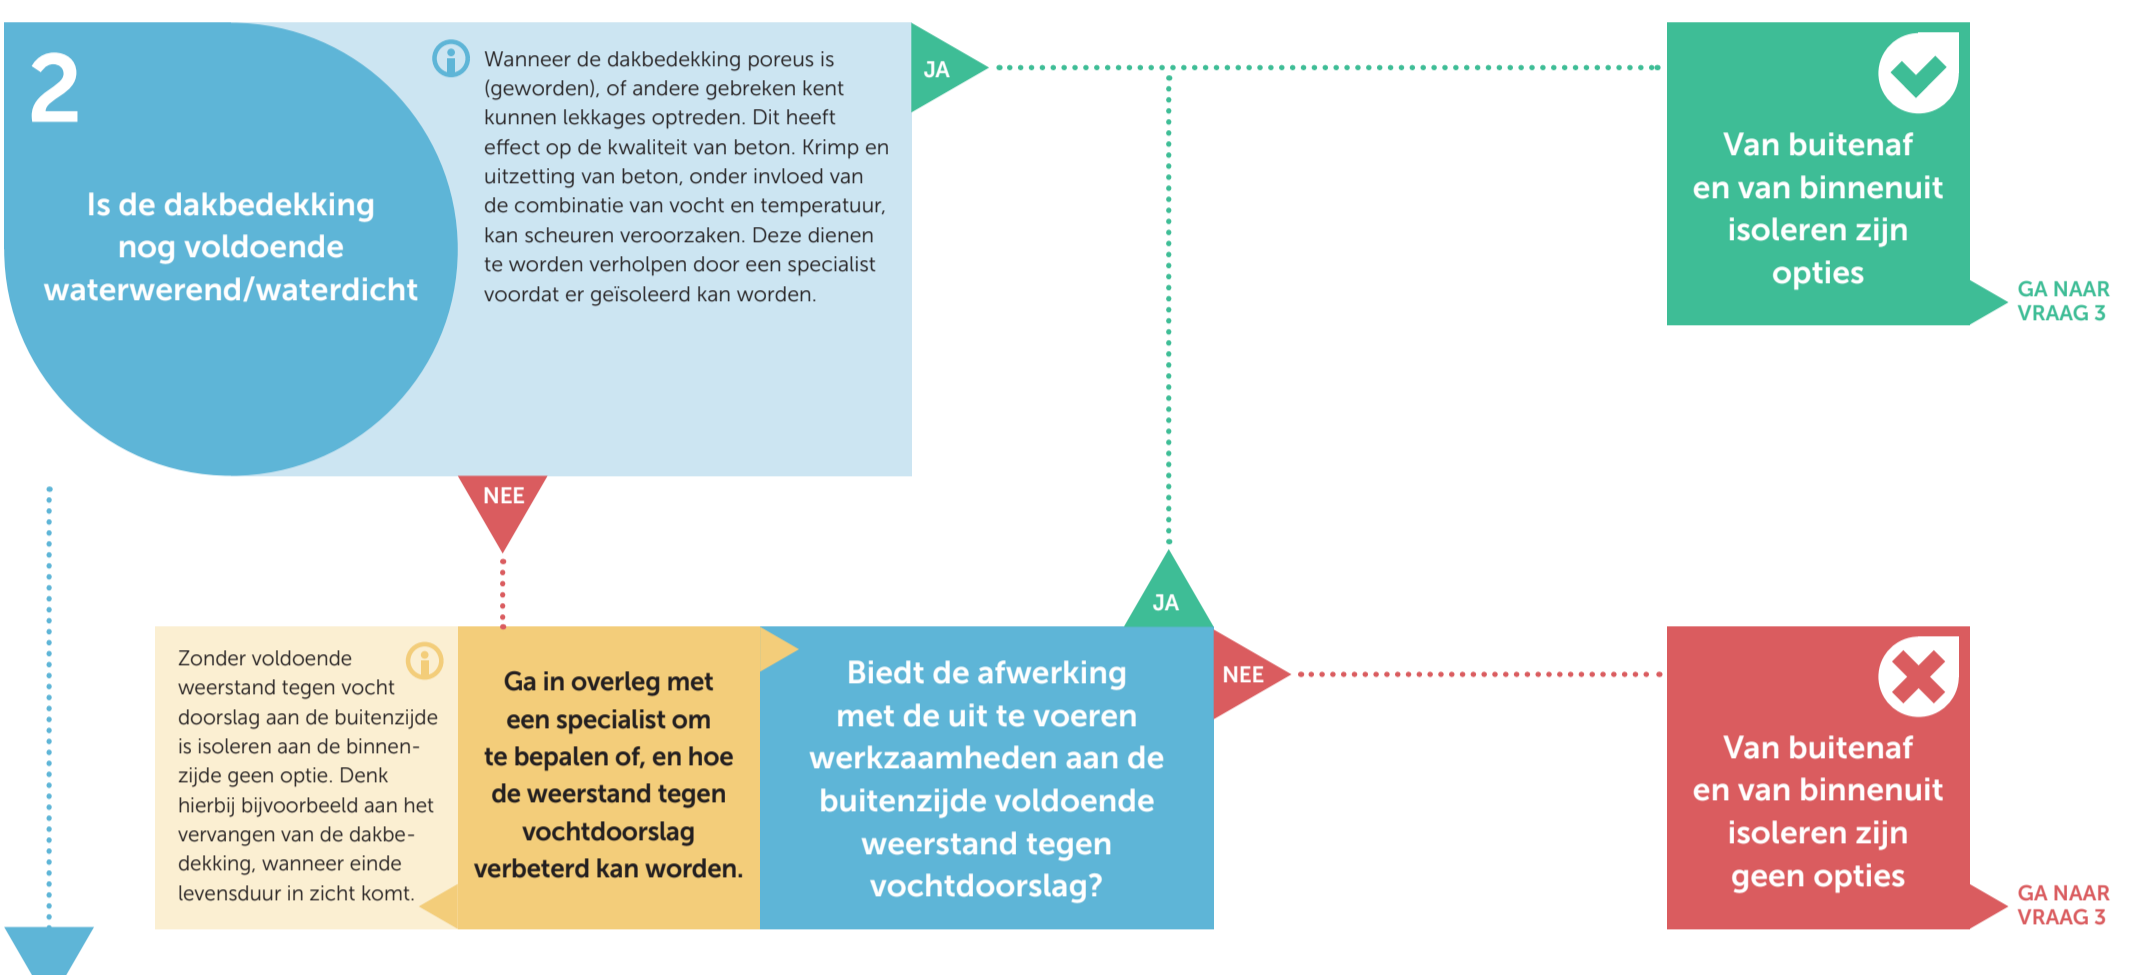 2
Is de dakbedekking
nog voldoende
waterwerend/waterdicht
Wanneer de dakbedekking poreus is
(geworden), of andere gebreken kent
kunnen lekkages optreden. Dit heeft
effect op de kwaliteit van beton. Krimp en
uitzetting van beton, onder invloed van
de combinatie van vocht en temperatuur,
kan scheuren veroorzaken. Deze dienen
te worden verholpen door een specialist
voordat er geïsoleerd kan worden.
JA
Van buitenaf
en van binnenuit
isoleren zijn
opties
GA NAAR
VRAAG 3
NEE
Zonder voldoende
weerstand tegen vocht
doorslag aan de buitenzijde
is isoleren aan de binnen-
zijde geen optie. Denk
hierbij bijvoorbeeld aan het
vervangen van de dakbe-
dekking, wanneer einde
levensduur in zicht komt.
Ga in overleg met
een specialist om
te bepalen of, en hoe
de weerstand tegen
vochtdoorslag
verbeterd kan worden.
JA
Biedt de afwerking
met de uit te voeren
werkzaamheden aan de
buitenzijde voldoende
weerstand tegen
vochtdoorslag?
NEE
Van buitenaf
en van binnenuit
isoleren zijn
geen opties
GA NAAR
VRAAG 3